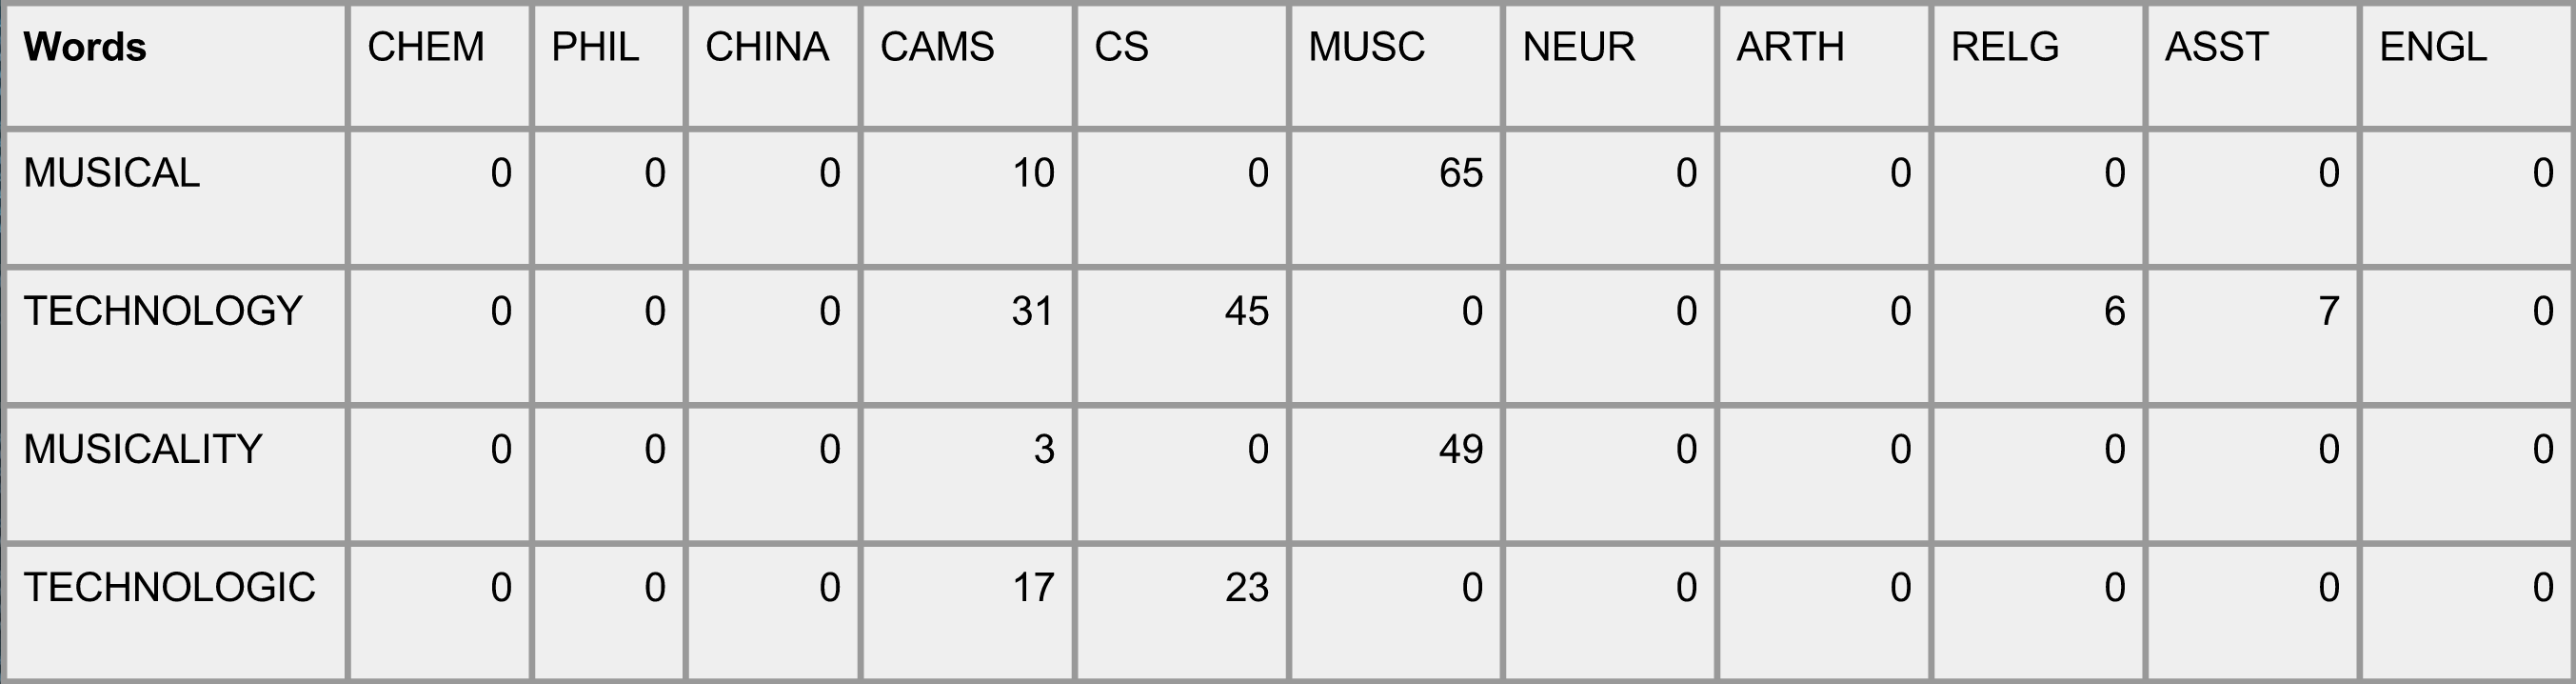 Words CHEM PHIL CHINA CAMS CS MUSC NEUR ARTH RELG ASST ENGL
MUSICAL 0 0 0 10 0 65 0 0 0 0 0
TECHNOLOGY 0 0 0 31 45 0 0 0 6 7 0
MUSICALITY 0 0 0 3 0 49 0 0 0 0 0
TECHNOLOGIC 0 0 0 17 23 0 0 0 0 0 0